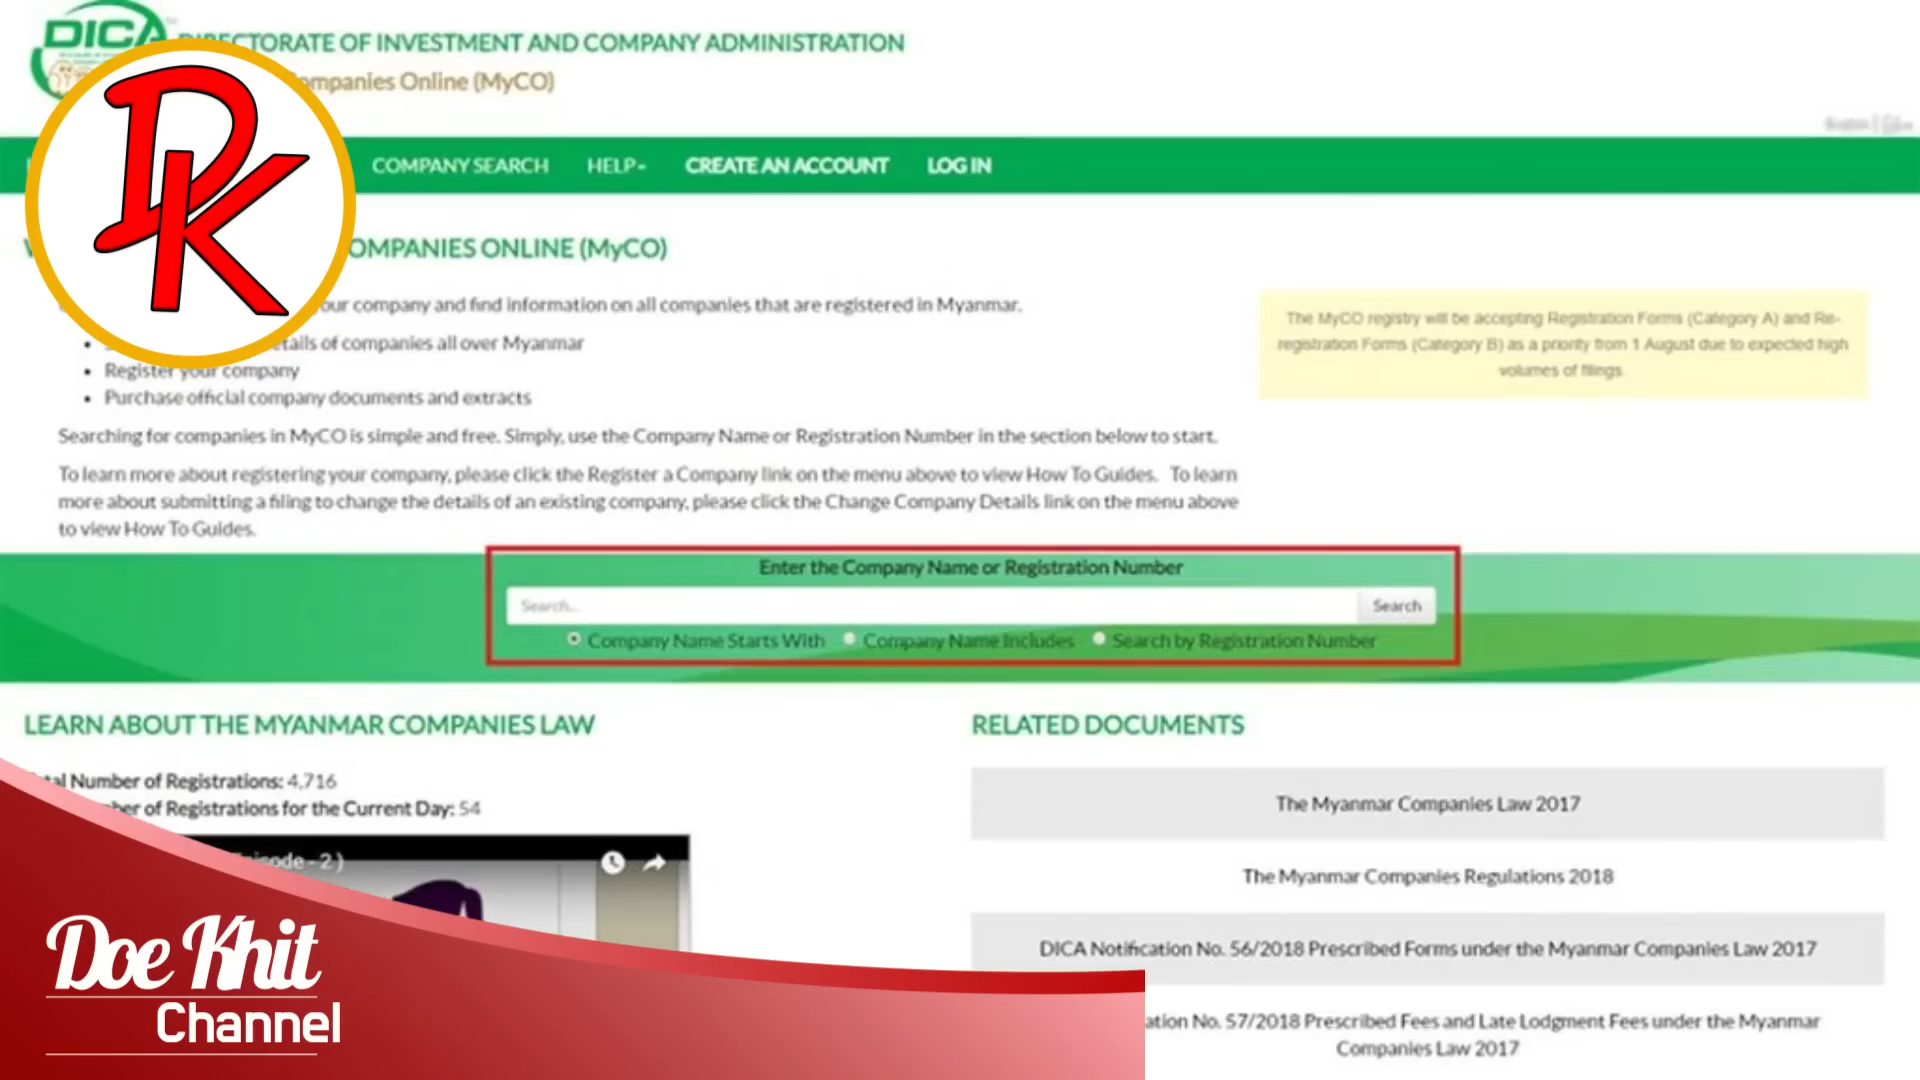 DICA
DIRECTORATE OF INVESTMENT AND COMPANY ADMINISTRATION
ompanies Online (MyCO)
DK
COMPANY SEARCH HELP CREATE AN ACCOUNT LOG IN
OMPANIES ONLINE (MyCO)
our company and find information on all companies that are registered in Myanmar.
tails of companies all over Myanmar
• Register your company
• Purchase official company documents and extracts
The MyCO registry will be accepting Registration Forms (Category A) and Re-
registration Forms (Category B) as a priority from 1 August due to expected high
volumes of filings.
Searching for companies in MyCO is simple and free. Simply, use the Company Name or Registration Number in the section below to start.
To learn more about registering your company, please click the Register a Company link on the menu above to view How To Guides. To learn
more about submitting a filing to change the details of an existing company, please click the Change Company Details link on the menu above
to view How To Guides.
Enter the Company Name or Registration Number
Search... Search
Company Name Starts With Company Name Includes Search by Registration Number
LEARN ABOUT THE MYANMAR COMPANIES LAW
tal Number of Registrations: 4,716
ber of Registrations for the Current Day: 54
isode - 2 )
RELATED DOCUMENTS
The Myanmar Companies Law 2017
The Myanmar Companies Regulations 2018
DICA Notification No. 56/2018 Prescribed Forms under the Myanmar Companies Law 2017
ation No. 57/2018 Prescribed Fees and Late Lodgment Fees under the Myanmar
Companies Law 2017
Doe Khit
Channel